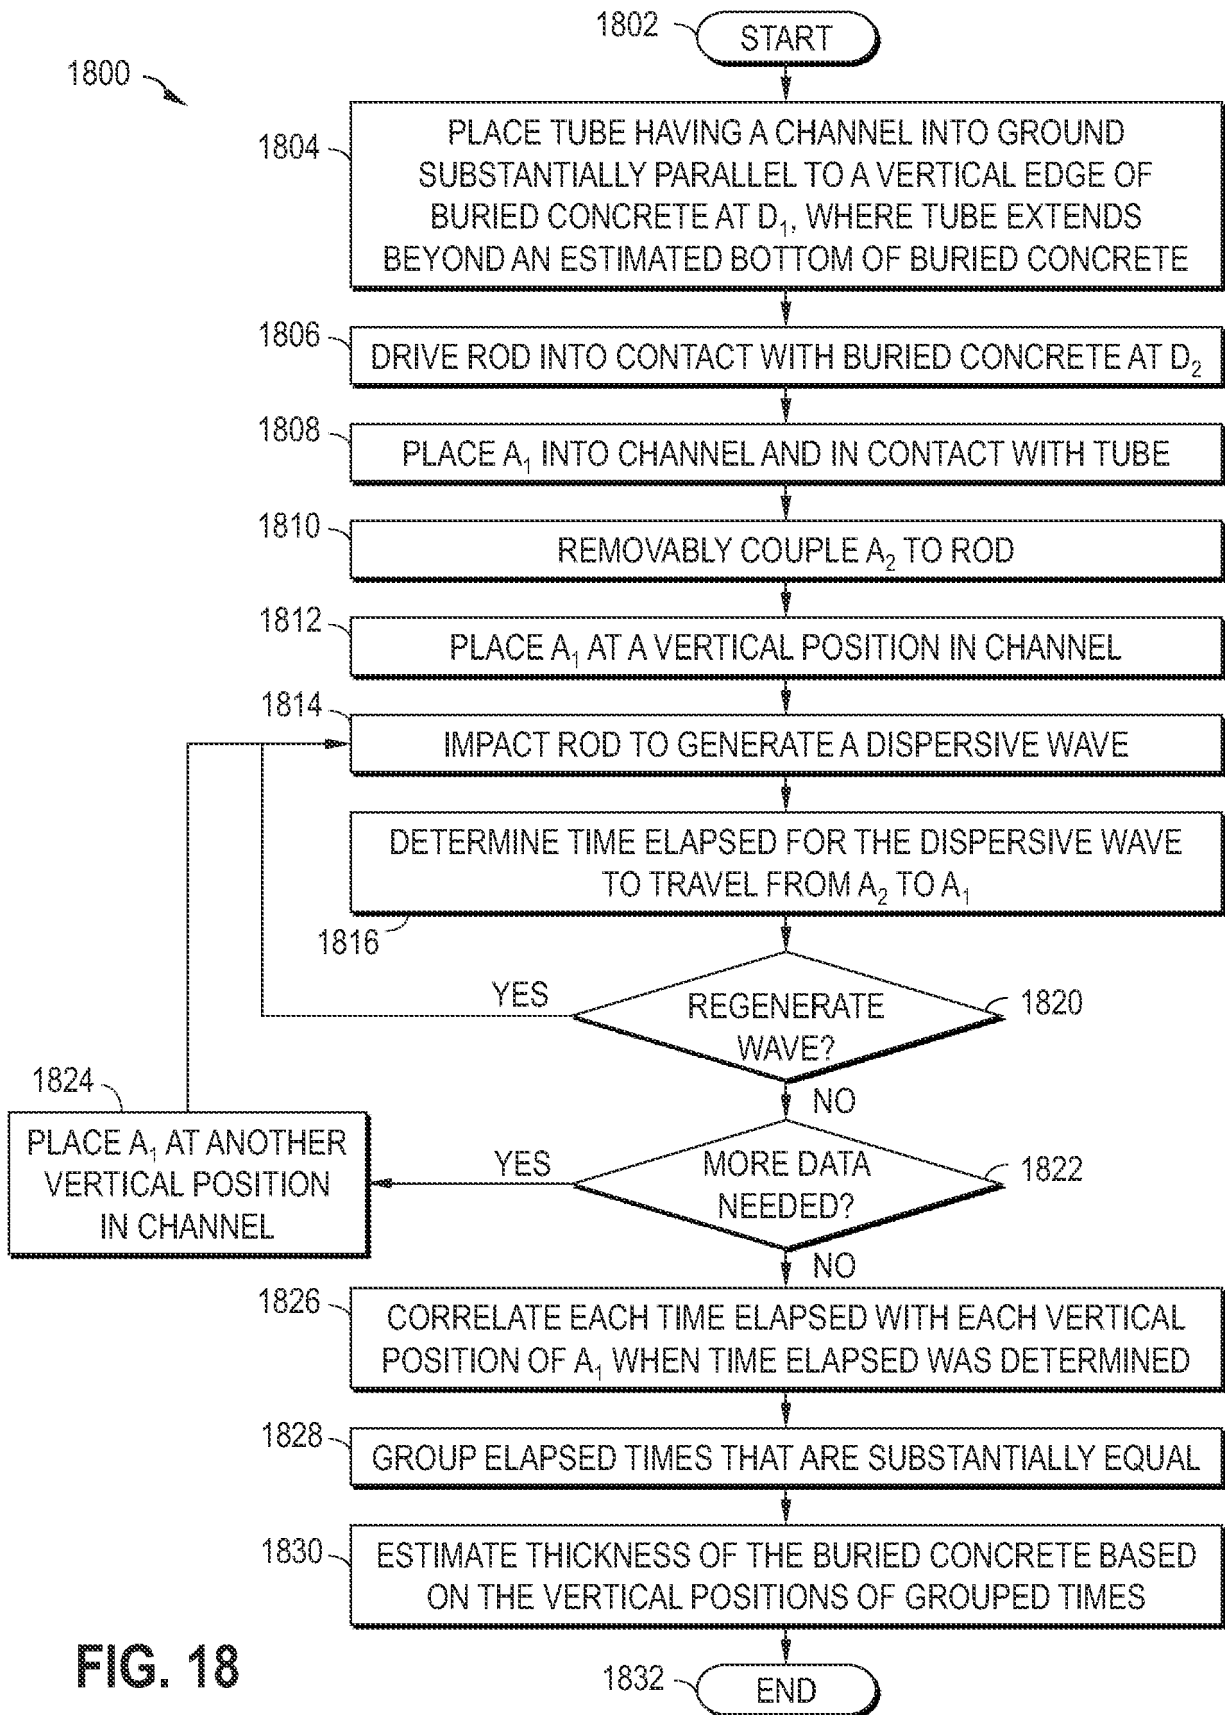 1802
START
1800
1804
PLACE TUBE HAVING A CHANNEL INTO GROUND
SUBSTANTIALLY PARALLEL TO A VERTICAL EDGE OF
BURIED CONCRETE AT D₁, WHERE TUBE EXTENDS
BEYOND AN ESTIMATED BOTTOM OF BURIED CONCRETE
1806
DRIVE ROD INTO CONTACT WITH BURIED CONCRETE AT D₂
1808
PLACE A₁ INTO CHANNEL AND IN CONTACT WITH TUBE
1810
REMOVABLY COUPLE A₂ TO ROD
1812
PLACE A₁ AT A VERTICAL POSITION IN CHANNEL
1814
IMPACT ROD TO GENERATE A DISPERSIVE WAVE
DETERMINE TIME ELAPSED FOR THE DISPERSIVE WAVE
TO TRAVEL FROM A₂ TO A₁
1816
YES
REGENERATE
WAVE?
1820
NO
1824
PLACE A₁ AT ANOTHER
VERTICAL POSITION
IN CHANNEL
YES
MORE DATA
NEEDED?
1822
NO
1826
CORRELATE EACH TIME ELAPSED WITH EACH VERTICAL
POSITION OF A₁ WHEN TIME ELAPSED WAS DETERMINED
1828
GROUP ELAPSED TIMES THAT ARE SUBSTANTIALLY EQUAL
1830
ESTIMATE THICKNESS OF THE BURIED CONCRETE BASED
ON THE VERTICAL POSITIONS OF GROUPED TIMES
FIG. 18
1832
END